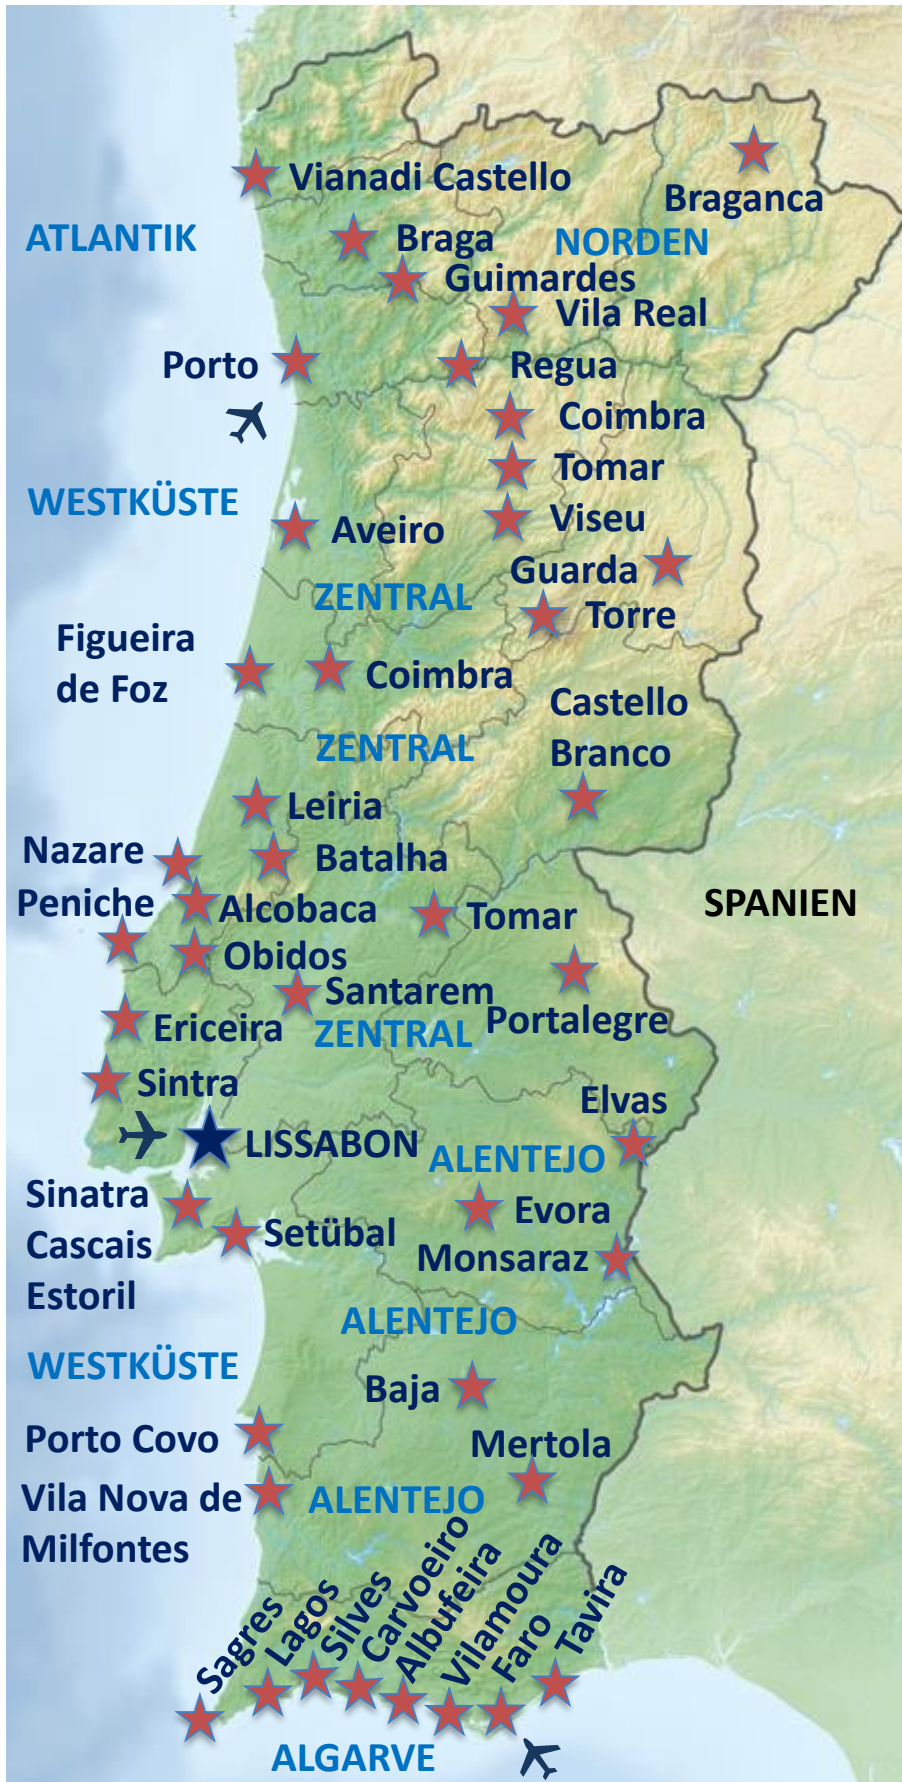 Vianadi Castello
Braganca
ATLANTIK
Braga
NORDEN
Guimardes
Vila Real
Porto
Regua
Coimbra
Tomar
WESTKÜSTE
Viseu
Aveiro
Guarda
ZENTRAL
Torre
Figueira
de Foz
Coimbra
Castello
Branco
ZENTRAL
Leiria
Nazare
Batalha
Peniche
Alcobaca
SPANIEN
Tomar
Obidos
Santarem
Portalegre
Ericeira
ZENTRAL
Sintra
Elvas
LISSABON
ALENTEJO
Sinatra
Cascais
Estoril
Evora
Setübal
Monsaraz
ALENTEJO
WESTKÜSTE
Baja
Porto Covo
Mertola
Vila Nova de
Milfontes
ALENTEJO
Sagres
Lagos
Silves
Carvoeiro
Albufeira
Vilamoura
Faro
Tavira
ALGARVE